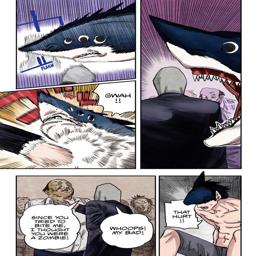 GWAH
!!
SINCE YOU
TRIED TO
BITE ME,
I THOUGHT
YOU WERE
A ZOMBIE!
WHOOPS!
MY BAD!
THAT
HURT!